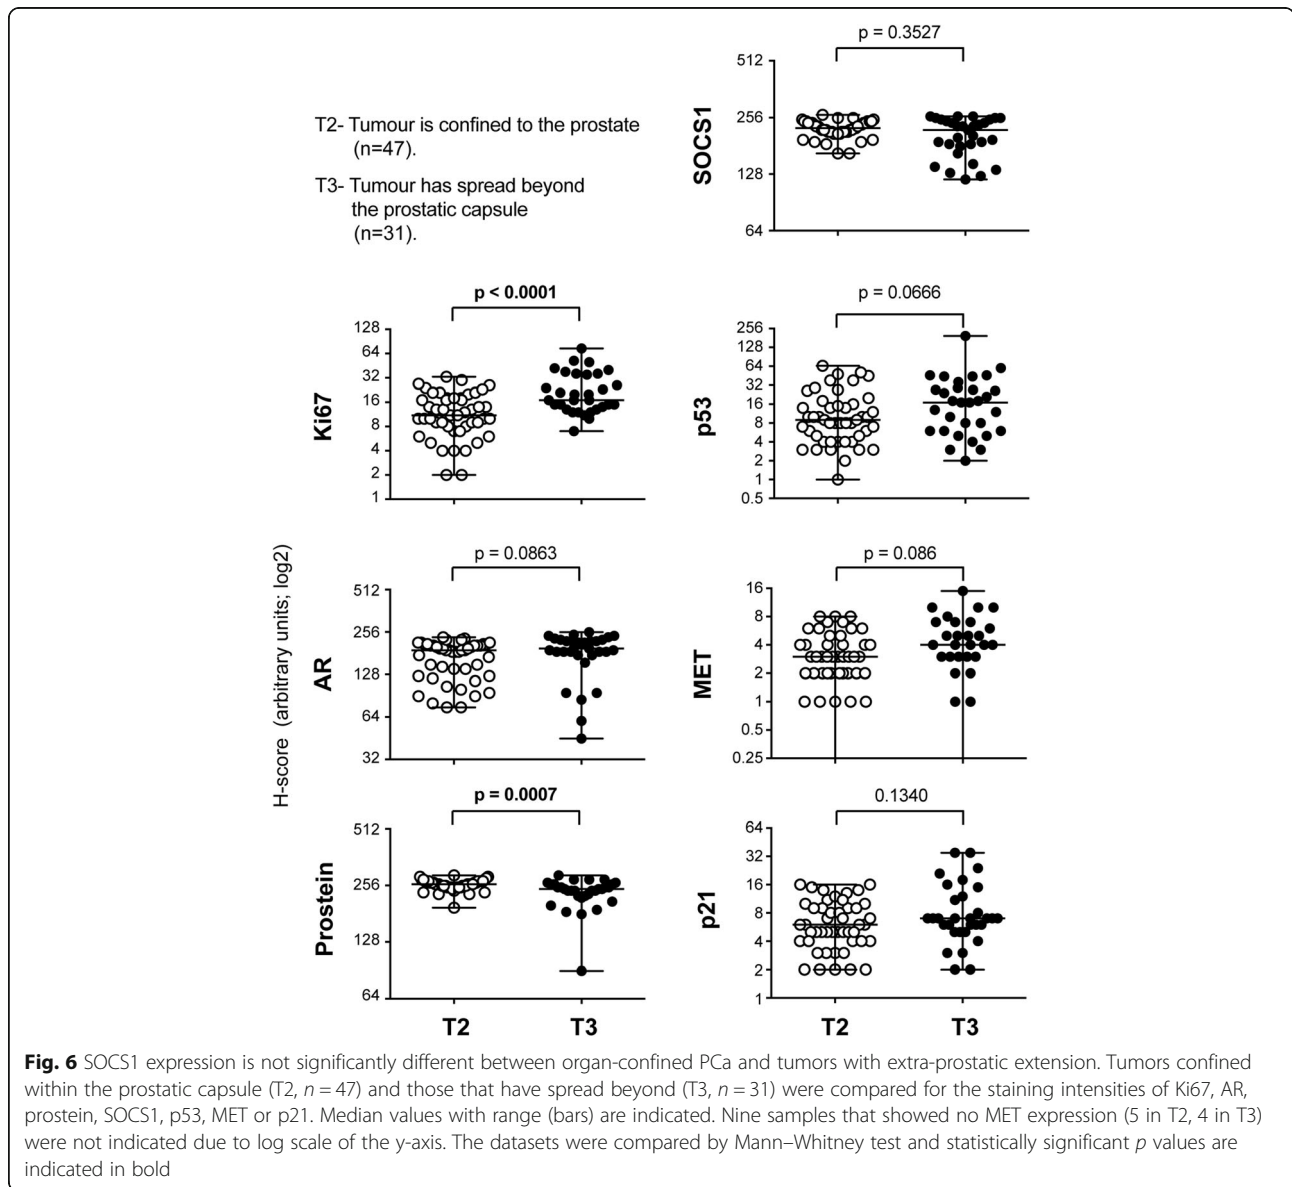 p = 0.3527
SOCS1
512
256
128
64
T2- Tumour is confined to the prostate
(n=47).
T3- Tumour has spread beyond
the prostatic capsule
(n=31).
p < 0.0001
Ki67
128
64
32
16
8
4
2
1
p = 0.0666
p53
256
128
64
32
16
8
4
2
1
0.5
H-score (arbitrary units; log2)
p = 0.0863
AR
512
256
128
64
32
p = 0.086
MET
16
8
4
2
1
0.5
0.25
p = 0.0007
Prostein
512
256
128
64
T2
T3
0.1340
p21
64
32
16
8
4
2
1
T2
T3
Fig. 6 SOCS1 expression is not significantly different between organ-confined PCa and tumors with extra-prostatic extension. Tumors confined
within the prostatic capsule (T2, n = 47) and those that have spread beyond (T3, n = 31) were compared for the staining intensities of Ki67, AR,
prostein, SOCS1, p53, MET or p21. Median values with range (bars) are indicated. Nine samples that showed no MET expression (5 in T2, 4 in T3)
were not indicated due to log scale of the y-axis. The datasets were compared by Mann–Whitney test and statistically significant p values are
indicated in bold